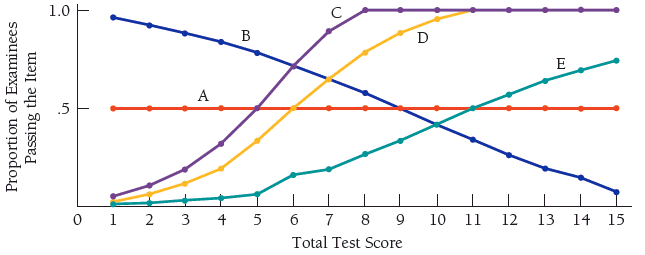 Proportion of Examinees
Passing the Item
1.0
.5
A
B
C
D
E
0 1 2 3 4 5 6 7 8 9 10 11 12 13 14 15
Total Test Score